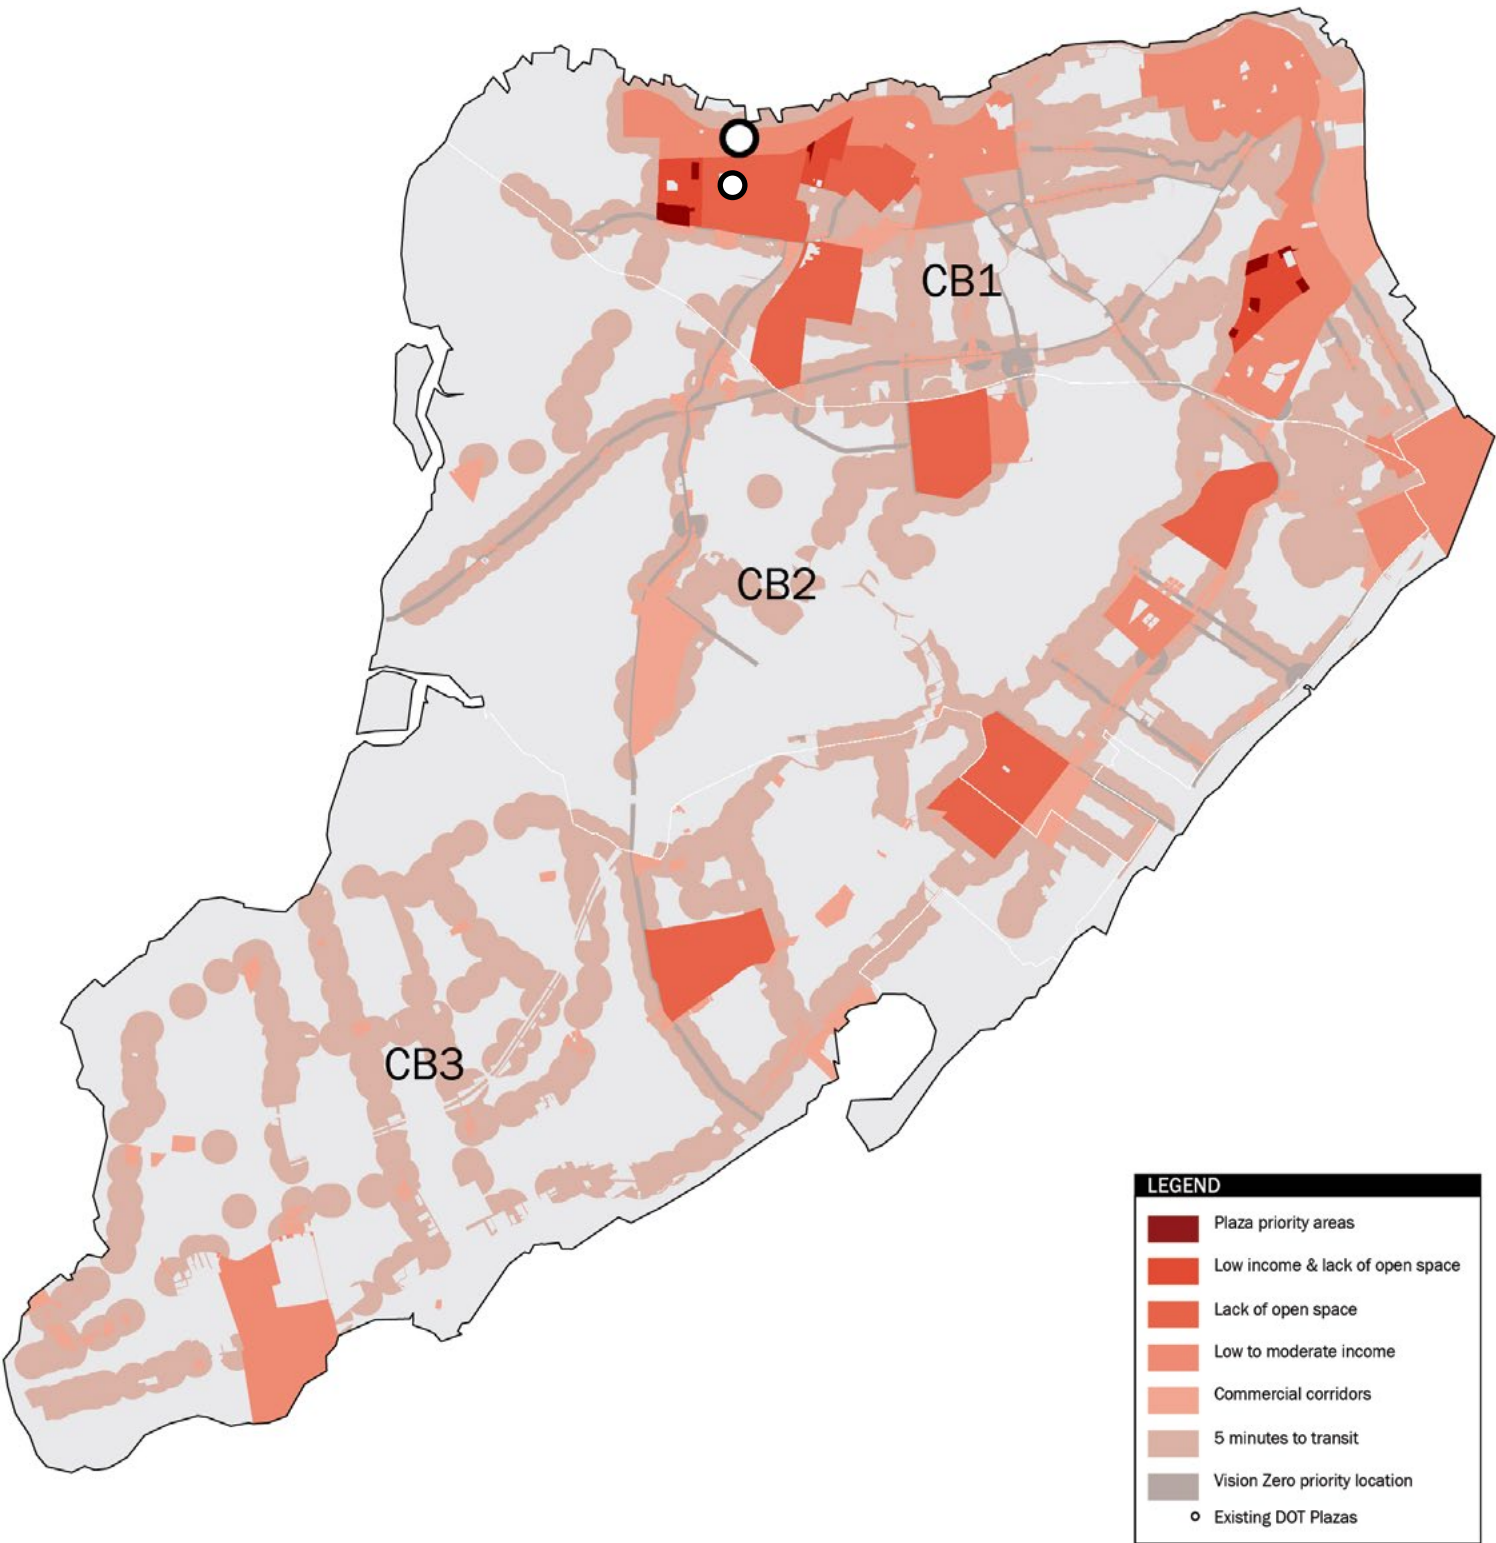 CB1
CB2
CB3
LEGEND
Plaza priority areas
Low income & lack of open space
Lack of open space
Low to moderate income
Commercial corridors
5 minutes to transit
Vision Zero priority location
Existing DOT Plazas